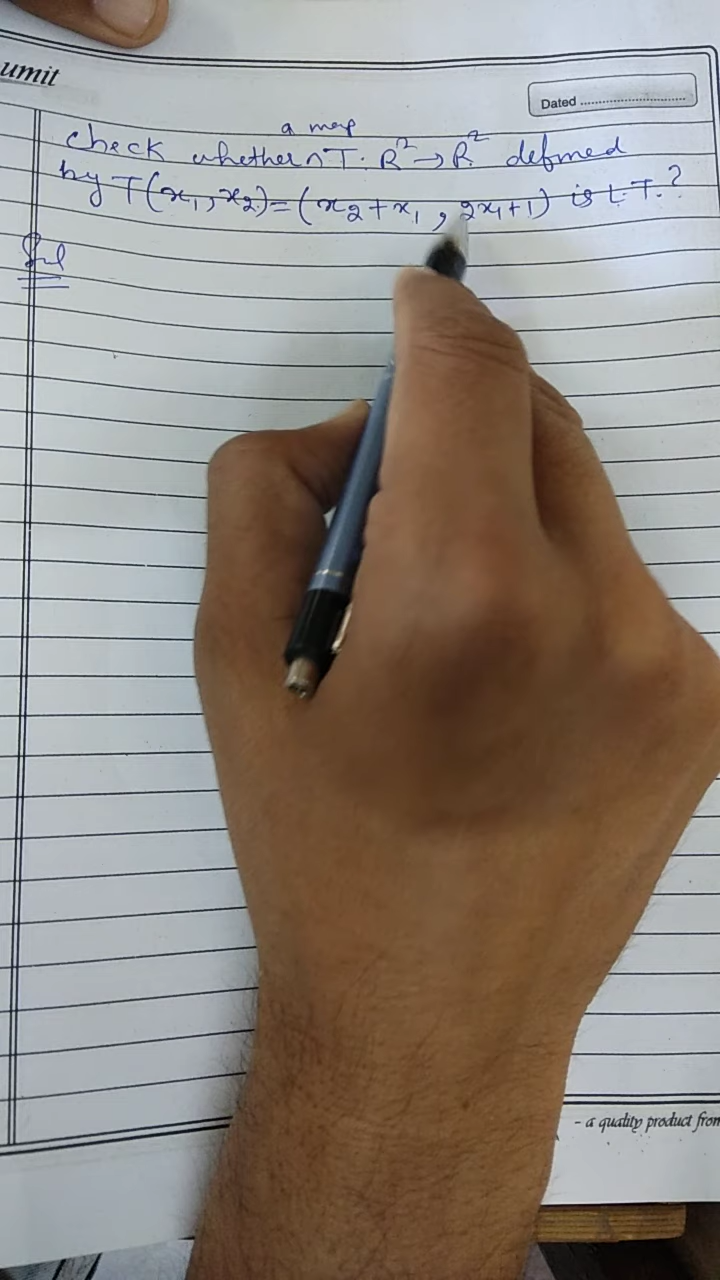 umit
Dated ..............................
a map
check whether ∧ T: R² → R² defined
by T(x₁, x₂) = (x₂ + x₁, 2x₁+1) is L.T.?
Sol
- a quality product from